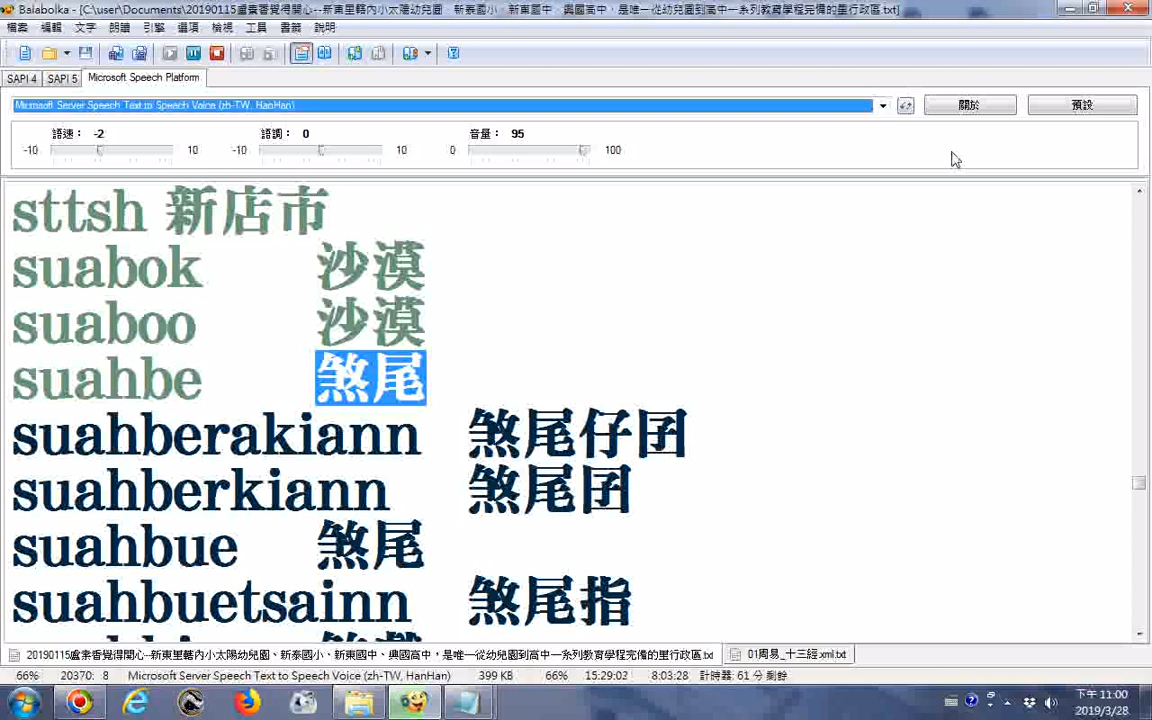 Balabolka - [C:\user\Documents\20190115盧素香覺得開心--新東里轄內小太陽幼兒園、新泰國小、新東國中、興國高中，是唯一從幼兒園到高中一系列教育學程完備的里行政區.txt]
檔案 編輯 文字 朗讀 引擎 選項 檢視 工具 書籤 說明
SAPI 4 SAPI 5 Microsoft Speech Platform
Microsoft Server Speech Text to Speech Voice (zh-TW, HanHan) 關於 預設
語速： -2 語調： 0 音量： 95
-10 10 -10 10 0 100
sttsh 新店市
suabok 沙漠
suaboo 沙漠
suahbe 煞尾
suahberakiann 煞尾仔囝
suahberkiann 煞尾囝
suahbue 煞尾
suahbuetsainn 煞尾指
20190115盧素香覺得開心--新東里轄內小太陽幼兒園、新泰國小、新東國中、興國高中，是唯一從幼兒園到高中一系列教育學程完備的里行政區.txt 01周易_十三經.xml.txt
66% 20370: 8 Microsoft Server Speech Text to Speech Voice (zh-TW, HanHan) 399 KB 66% 15:29:03 8:03:28 計時器: 61 分 剩餘
下午 11:00
2019/3/28